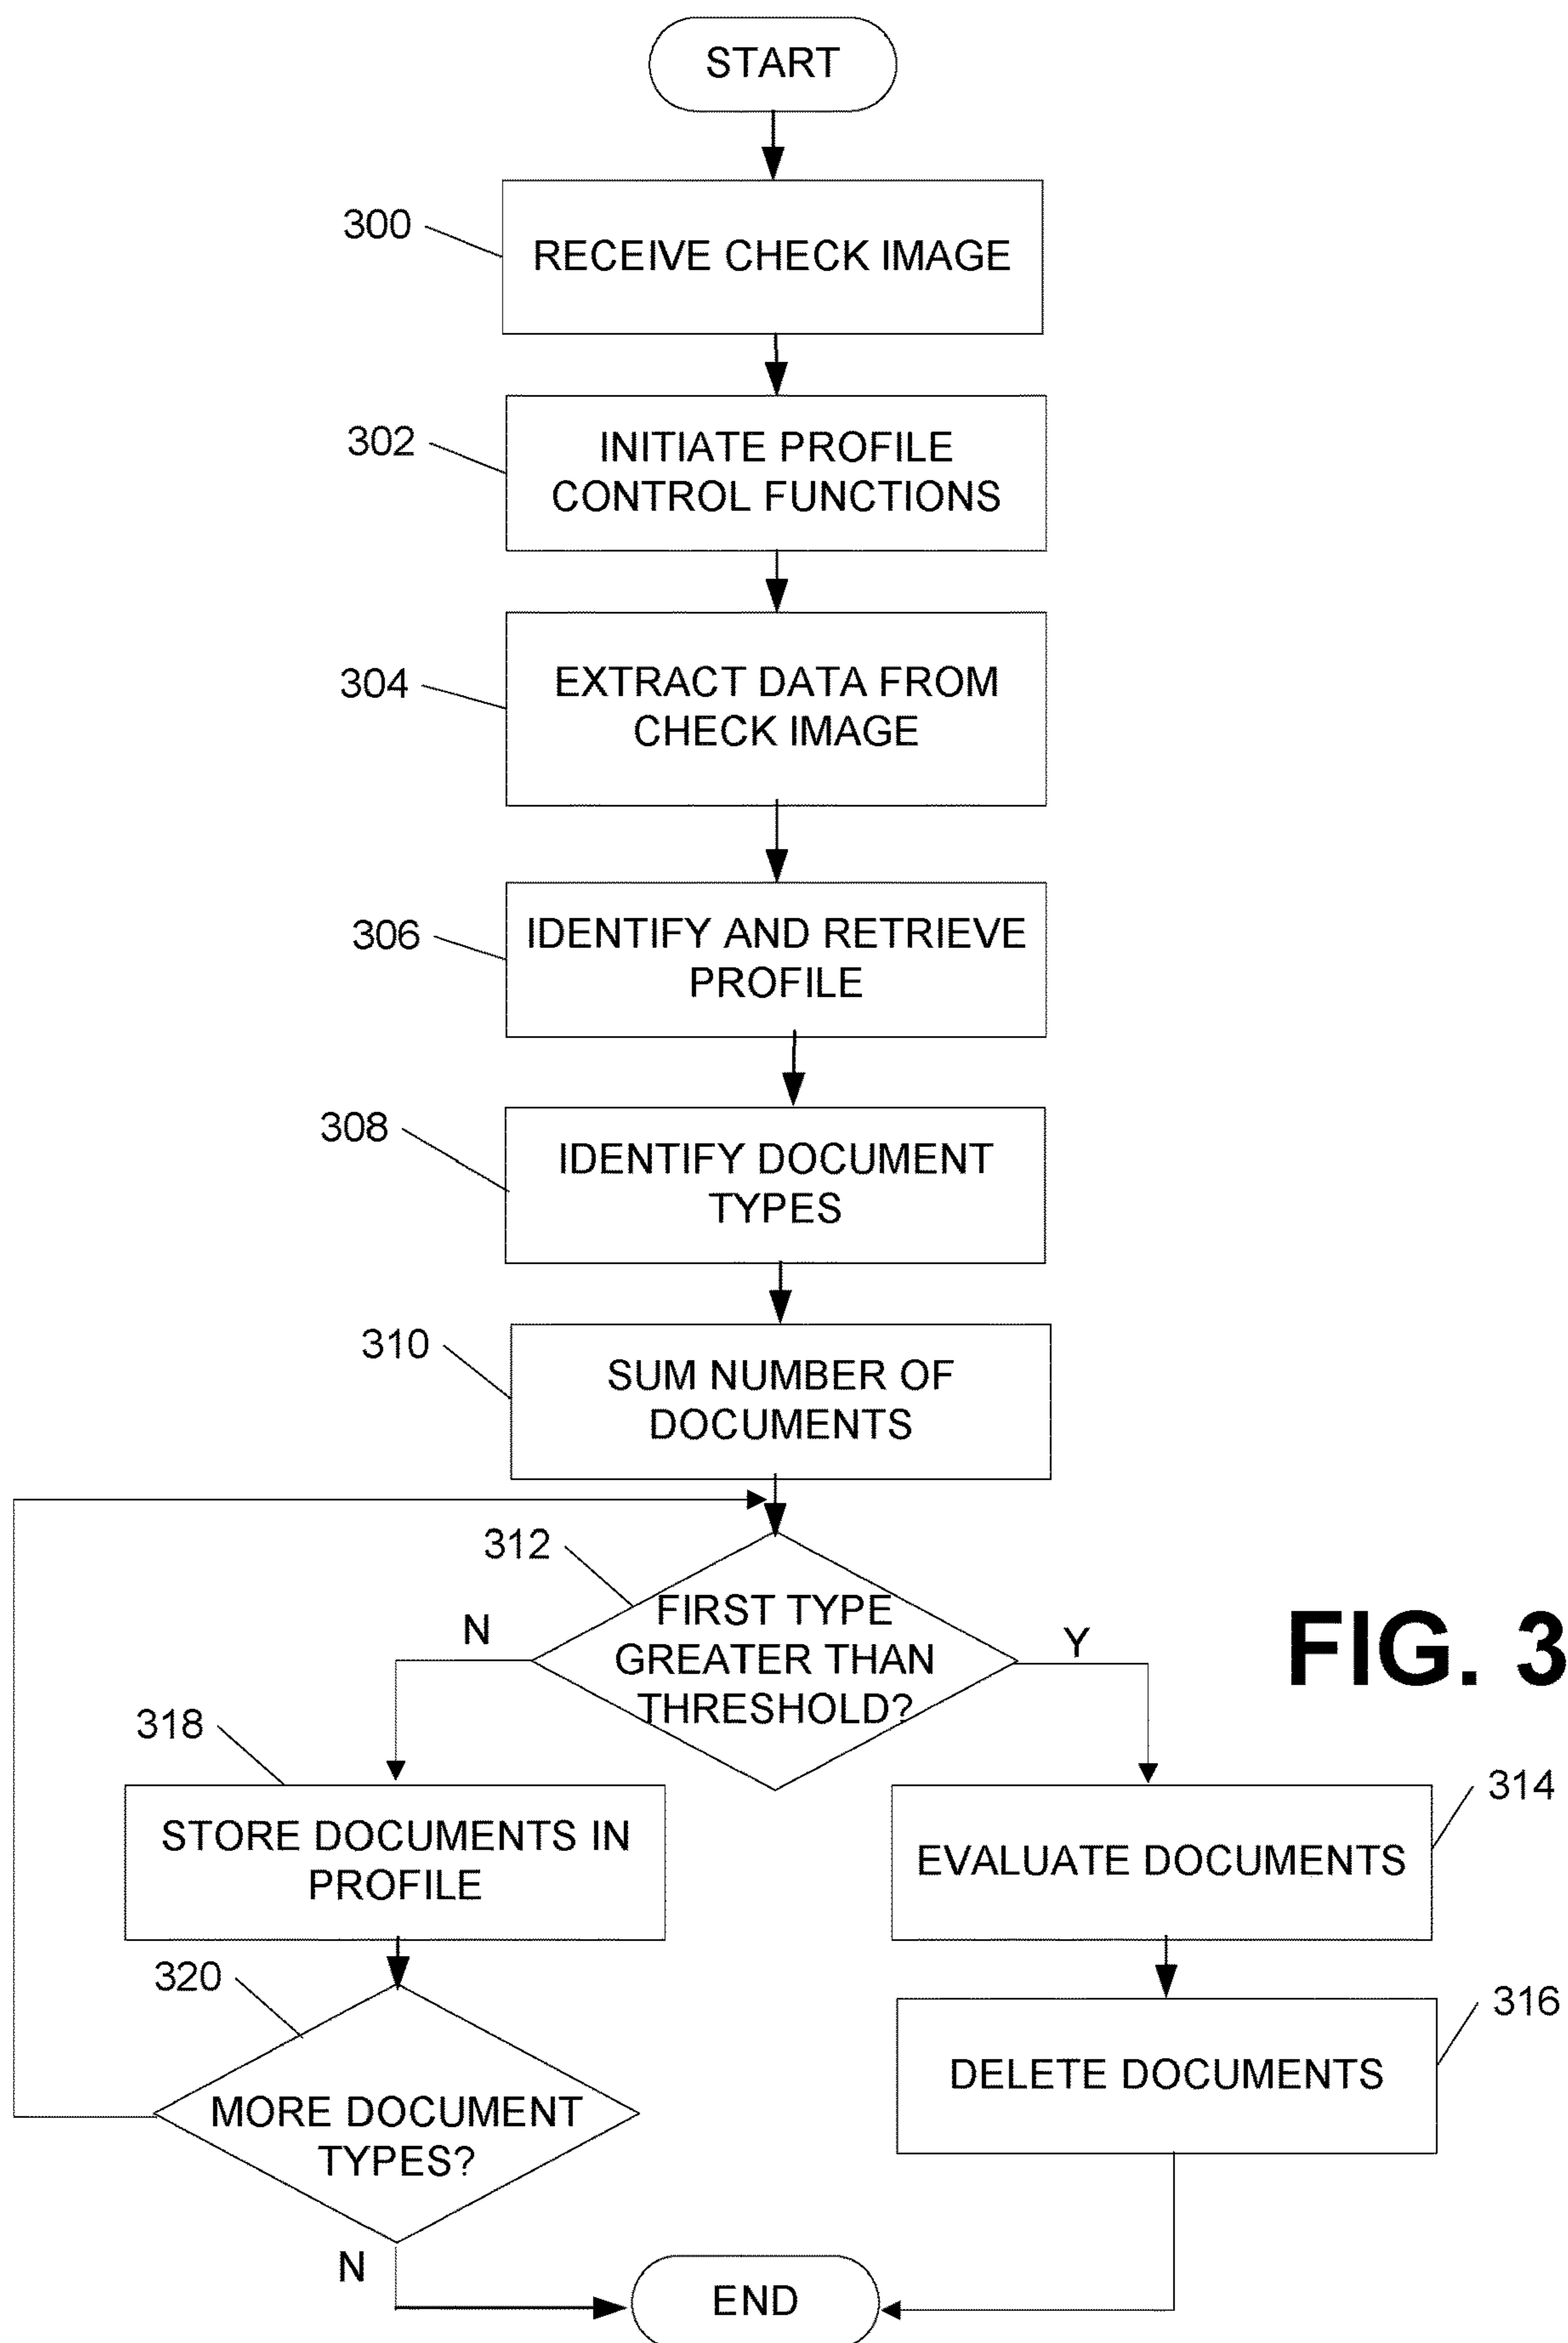 START
300
RECEIVE CHECK IMAGE
302
INITIATE PROFILE
CONTROL FUNCTIONS
304
EXTRACT DATA FROM
CHECK IMAGE
306
IDENTIFY AND RETRIEVE
PROFILE
308
IDENTIFY DOCUMENT
TYPES
310
SUM NUMBER OF
DOCUMENTS
312
FIRST TYPE
GREATER THAN
THRESHOLD?
N
Y
FIG. 3
318
STORE DOCUMENTS IN
PROFILE
314
EVALUATE DOCUMENTS
320
MORE DOCUMENT
TYPES?
316
DELETE DOCUMENTS
N
END